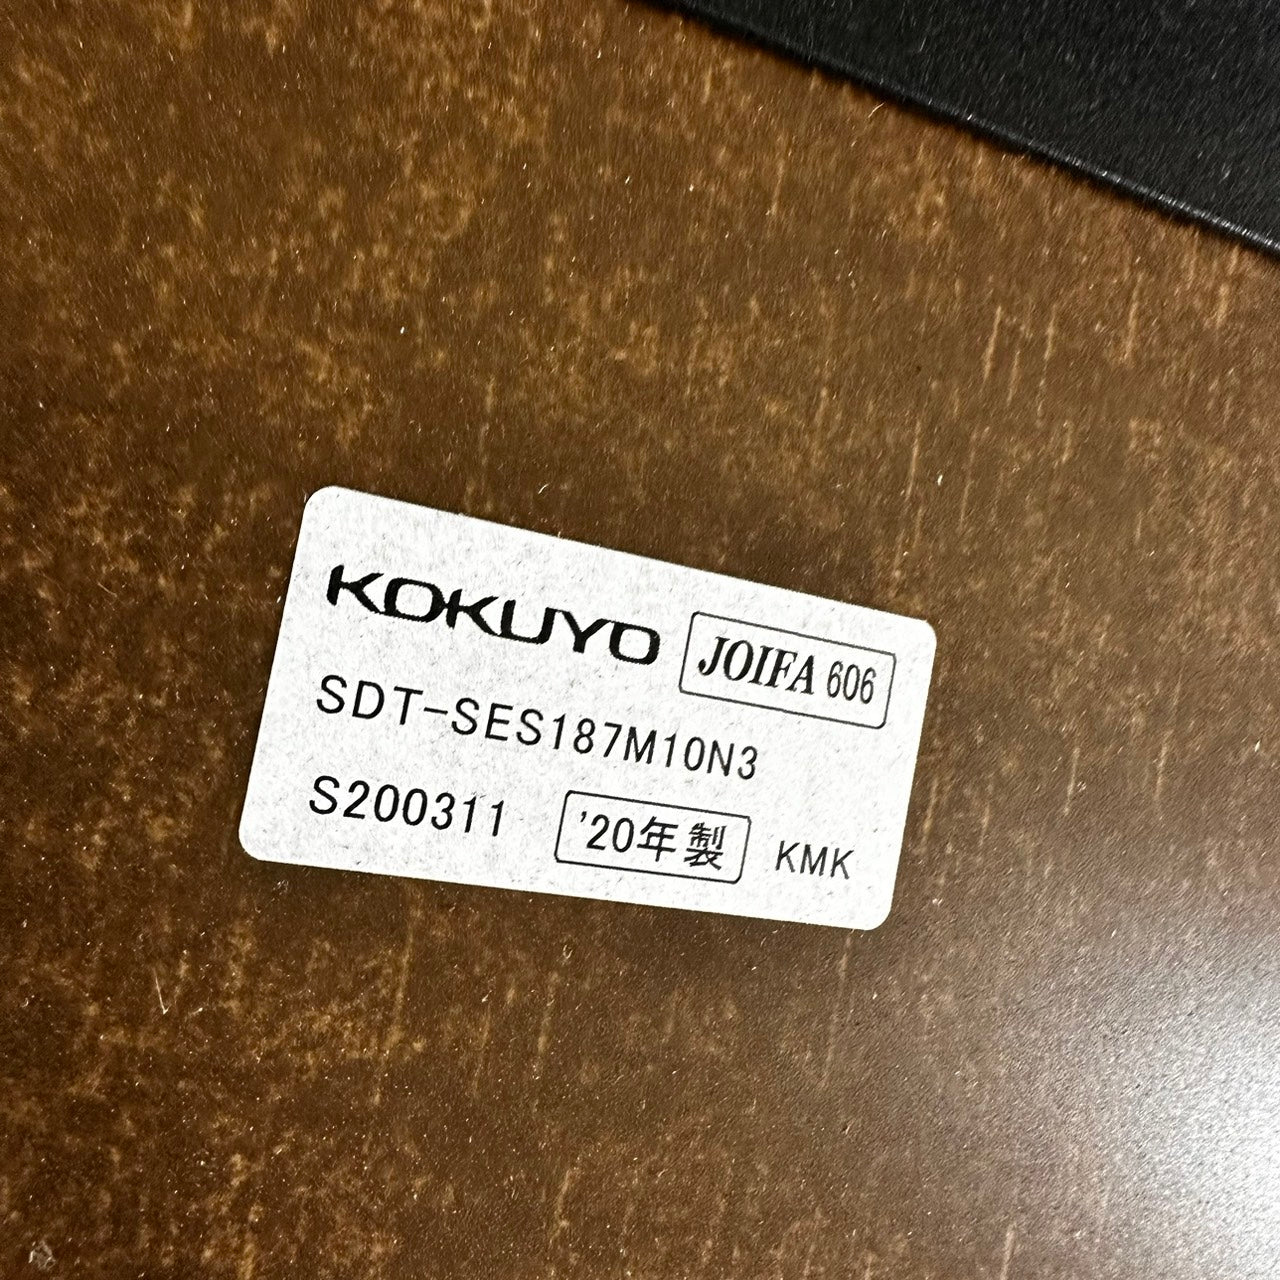 KOKUYO JOIFA 606
SDT-SES187M10N3
S200311 '20年製 KMK